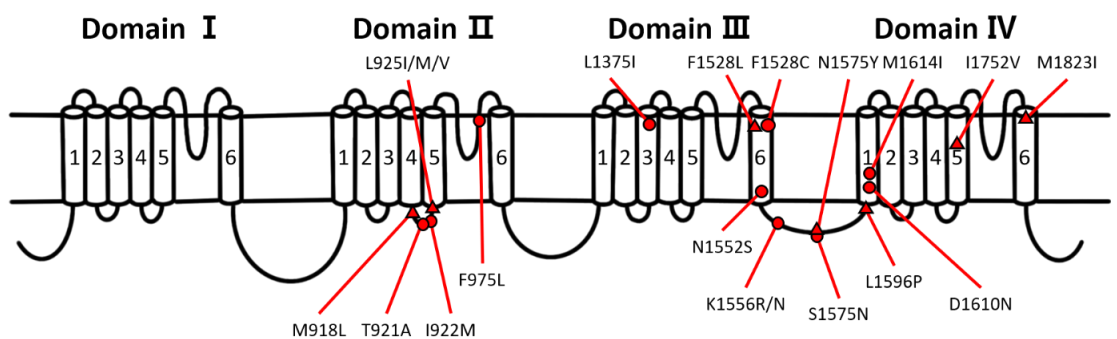 Domain Ⅰ Domain Ⅱ Domain Ⅲ Domain Ⅳ
L925I/M/V L1375I F1528L F1528C N1575Y M1614I I1752V M1823I
1 2 3 4 5 6 1 2 3 4 5 6 1 2 3 4 5 6 1 2 3 4 5 6
N1552S
F975L L1596P
K1556R/N S1575N D1610N
M918L T921A I922M